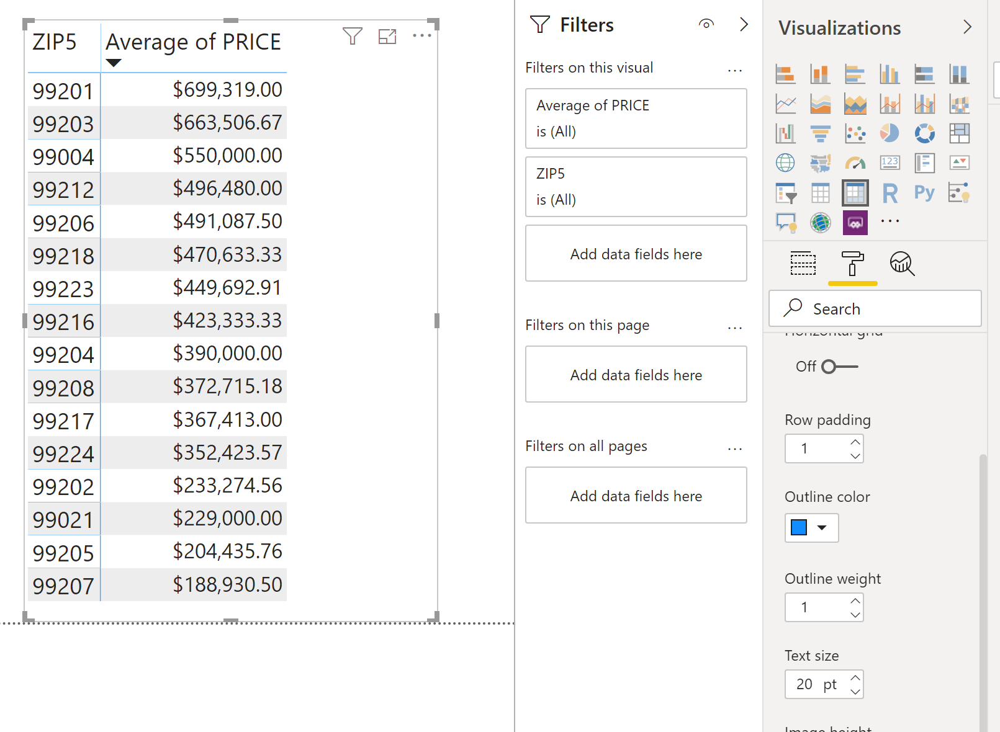 ZIP5 Average of PRICE
99201 $699,319.00
99203 $663,506.67
99004 $550,000.00
99212 $496,480.00
99206 $491,087.50
99218 $470,633.33
99223 $449,692.91
99216 $423,333.33
99204 $390,000.00
99208 $372,715.18
99217 $367,413.00
99224 $352,423.57
99202 $233,274.56
99021 $229,000.00
99205 $204,435.76
99207 $188,930.50
Filters
Filters on this visual ...
Average of PRICE
is (All)
ZIP5
is (All)
Add data fields here
Filters on this page ...
Add data fields here
Filters on all pages ...
Add data fields here
Visualizations
123
R Py
...
Search
Horizontal grid
Off
Row padding
1
Outline color
Outline weight
1
Text size
20 pt
Image height